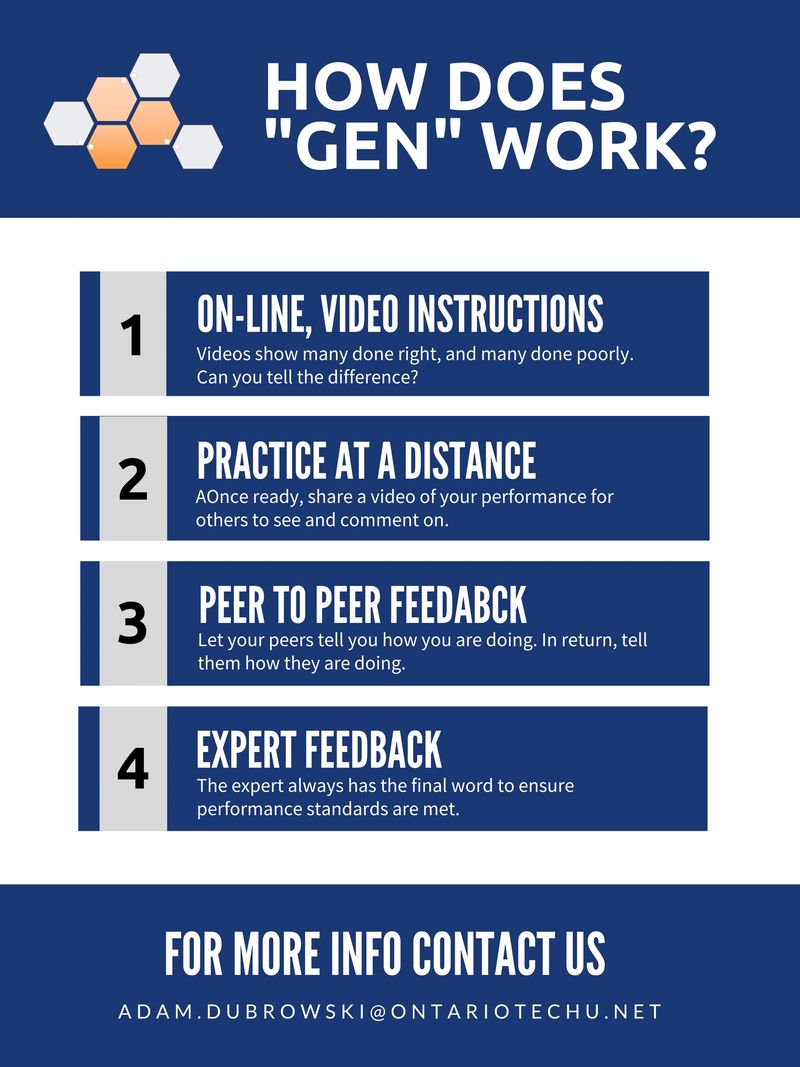 HOW DOES
"GEN" WORK?
1
ON-LINE, VIDEO INSTRUCTIONS
Videos show many done right, and many done poorly.
Can you tell the difference?
2
PRACTICE AT A DISTANCE
AOnce ready, share a video of your performance for
others to see and comment on.
3
PEER TO PEER FEEDABCK
Let your peers tell you how you are doing. In return, tell
them how they are doing.
4
EXPERT FEEDBACK
The expert always has the final word to ensure
performance standards are met.
FOR MORE INFO CONTACT US
ADAM.DUBROWSKI@ONTARIOTECHU.NET